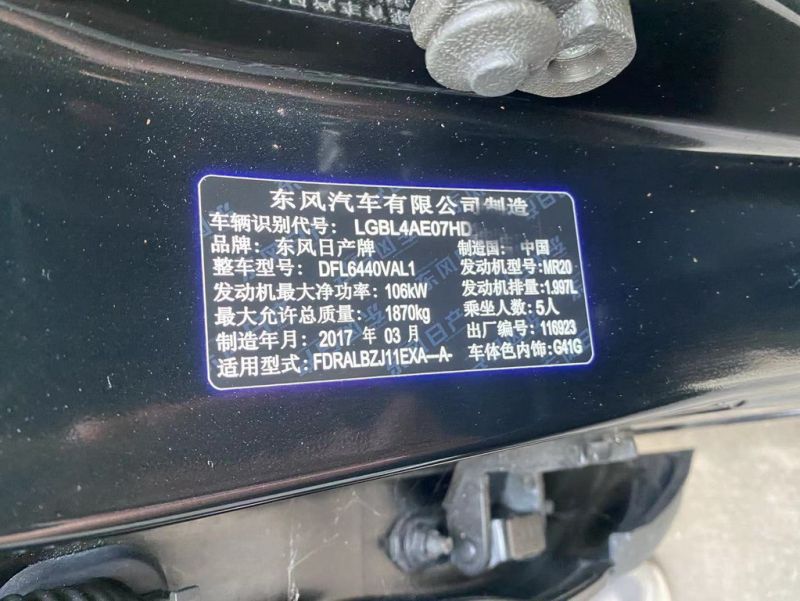 东风汽车有限公司制造
车辆识别代号: LGBL4AE07HD
品牌: 东风日产牌 制造国: 中国
整车型号: DFL6440VAL1 发动机型号:MR20
发动机最大净功率: 106kW 发动机排量: 1.997L
最大允许总质量: 1870kg 乘坐人数: 5人
制造年月: 2017 年 03 月 出厂编号: 116923
适用型式: FDRALBZJ11EXA—A- 车体色内饰: G41G